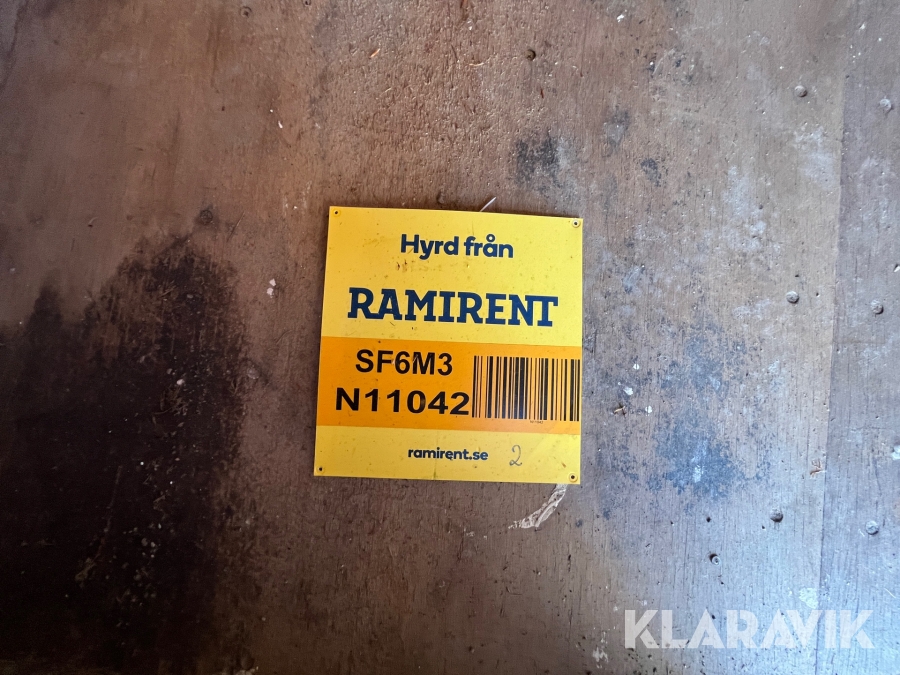 Hyrd från
RAMIRENT
SF6M3
N11042
ramirent.se 2
KLARAVIK